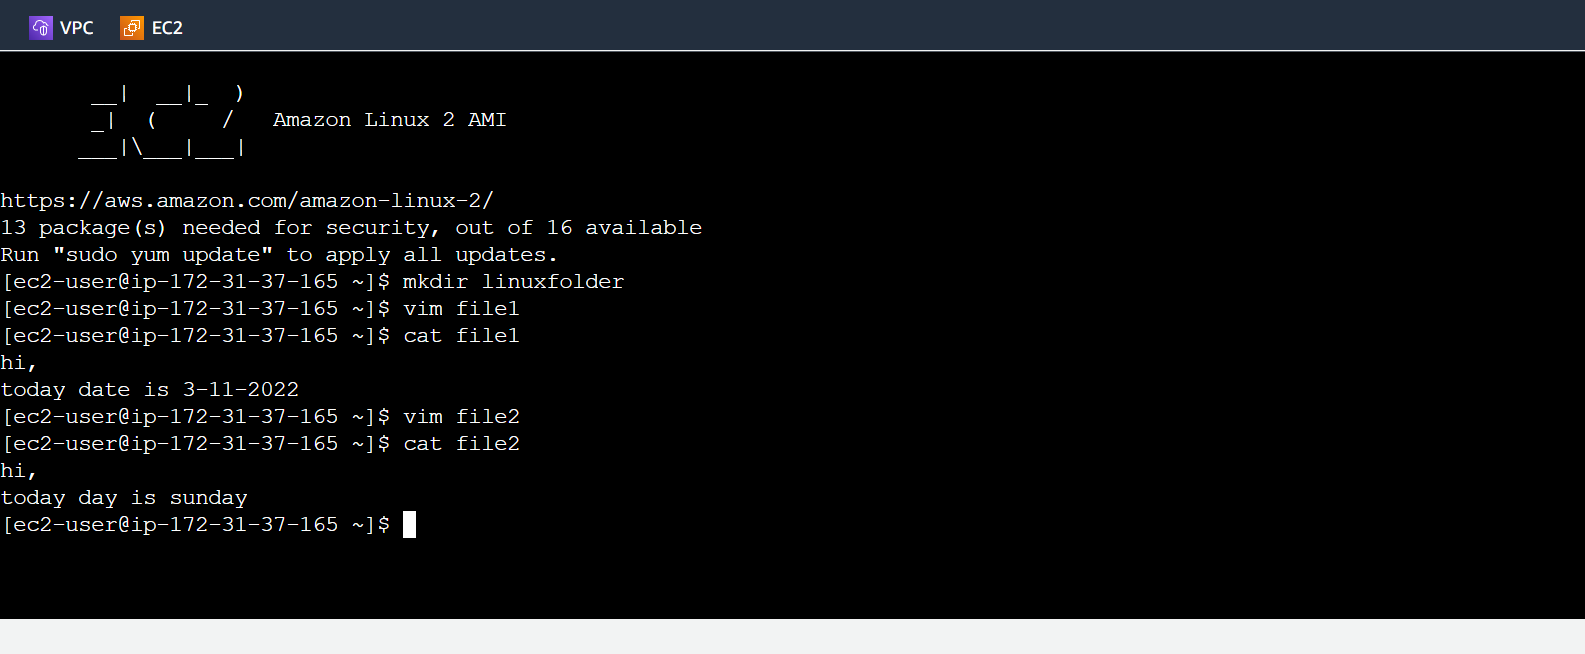 VPC EC2
__| __|_ )
_| ( / Amazon Linux 2 AMI
___|\___|___|
https://aws.amazon.com/amazon-linux-2/
13 package(s) needed for security, out of 16 available
Run "sudo yum update" to apply all updates.
[ec2-user@ip-172-31-37-165 ~]$ mkdir linuxfolder
[ec2-user@ip-172-31-37-165 ~]$ vim file1
[ec2-user@ip-172-31-37-165 ~]$ cat file1
hi,
today date is 3-11-2022
[ec2-user@ip-172-31-37-165 ~]$ vim file2
[ec2-user@ip-172-31-37-165 ~]$ cat file2
hi,
today day is sunday
[ec2-user@ip-172-31-37-165 ~]$